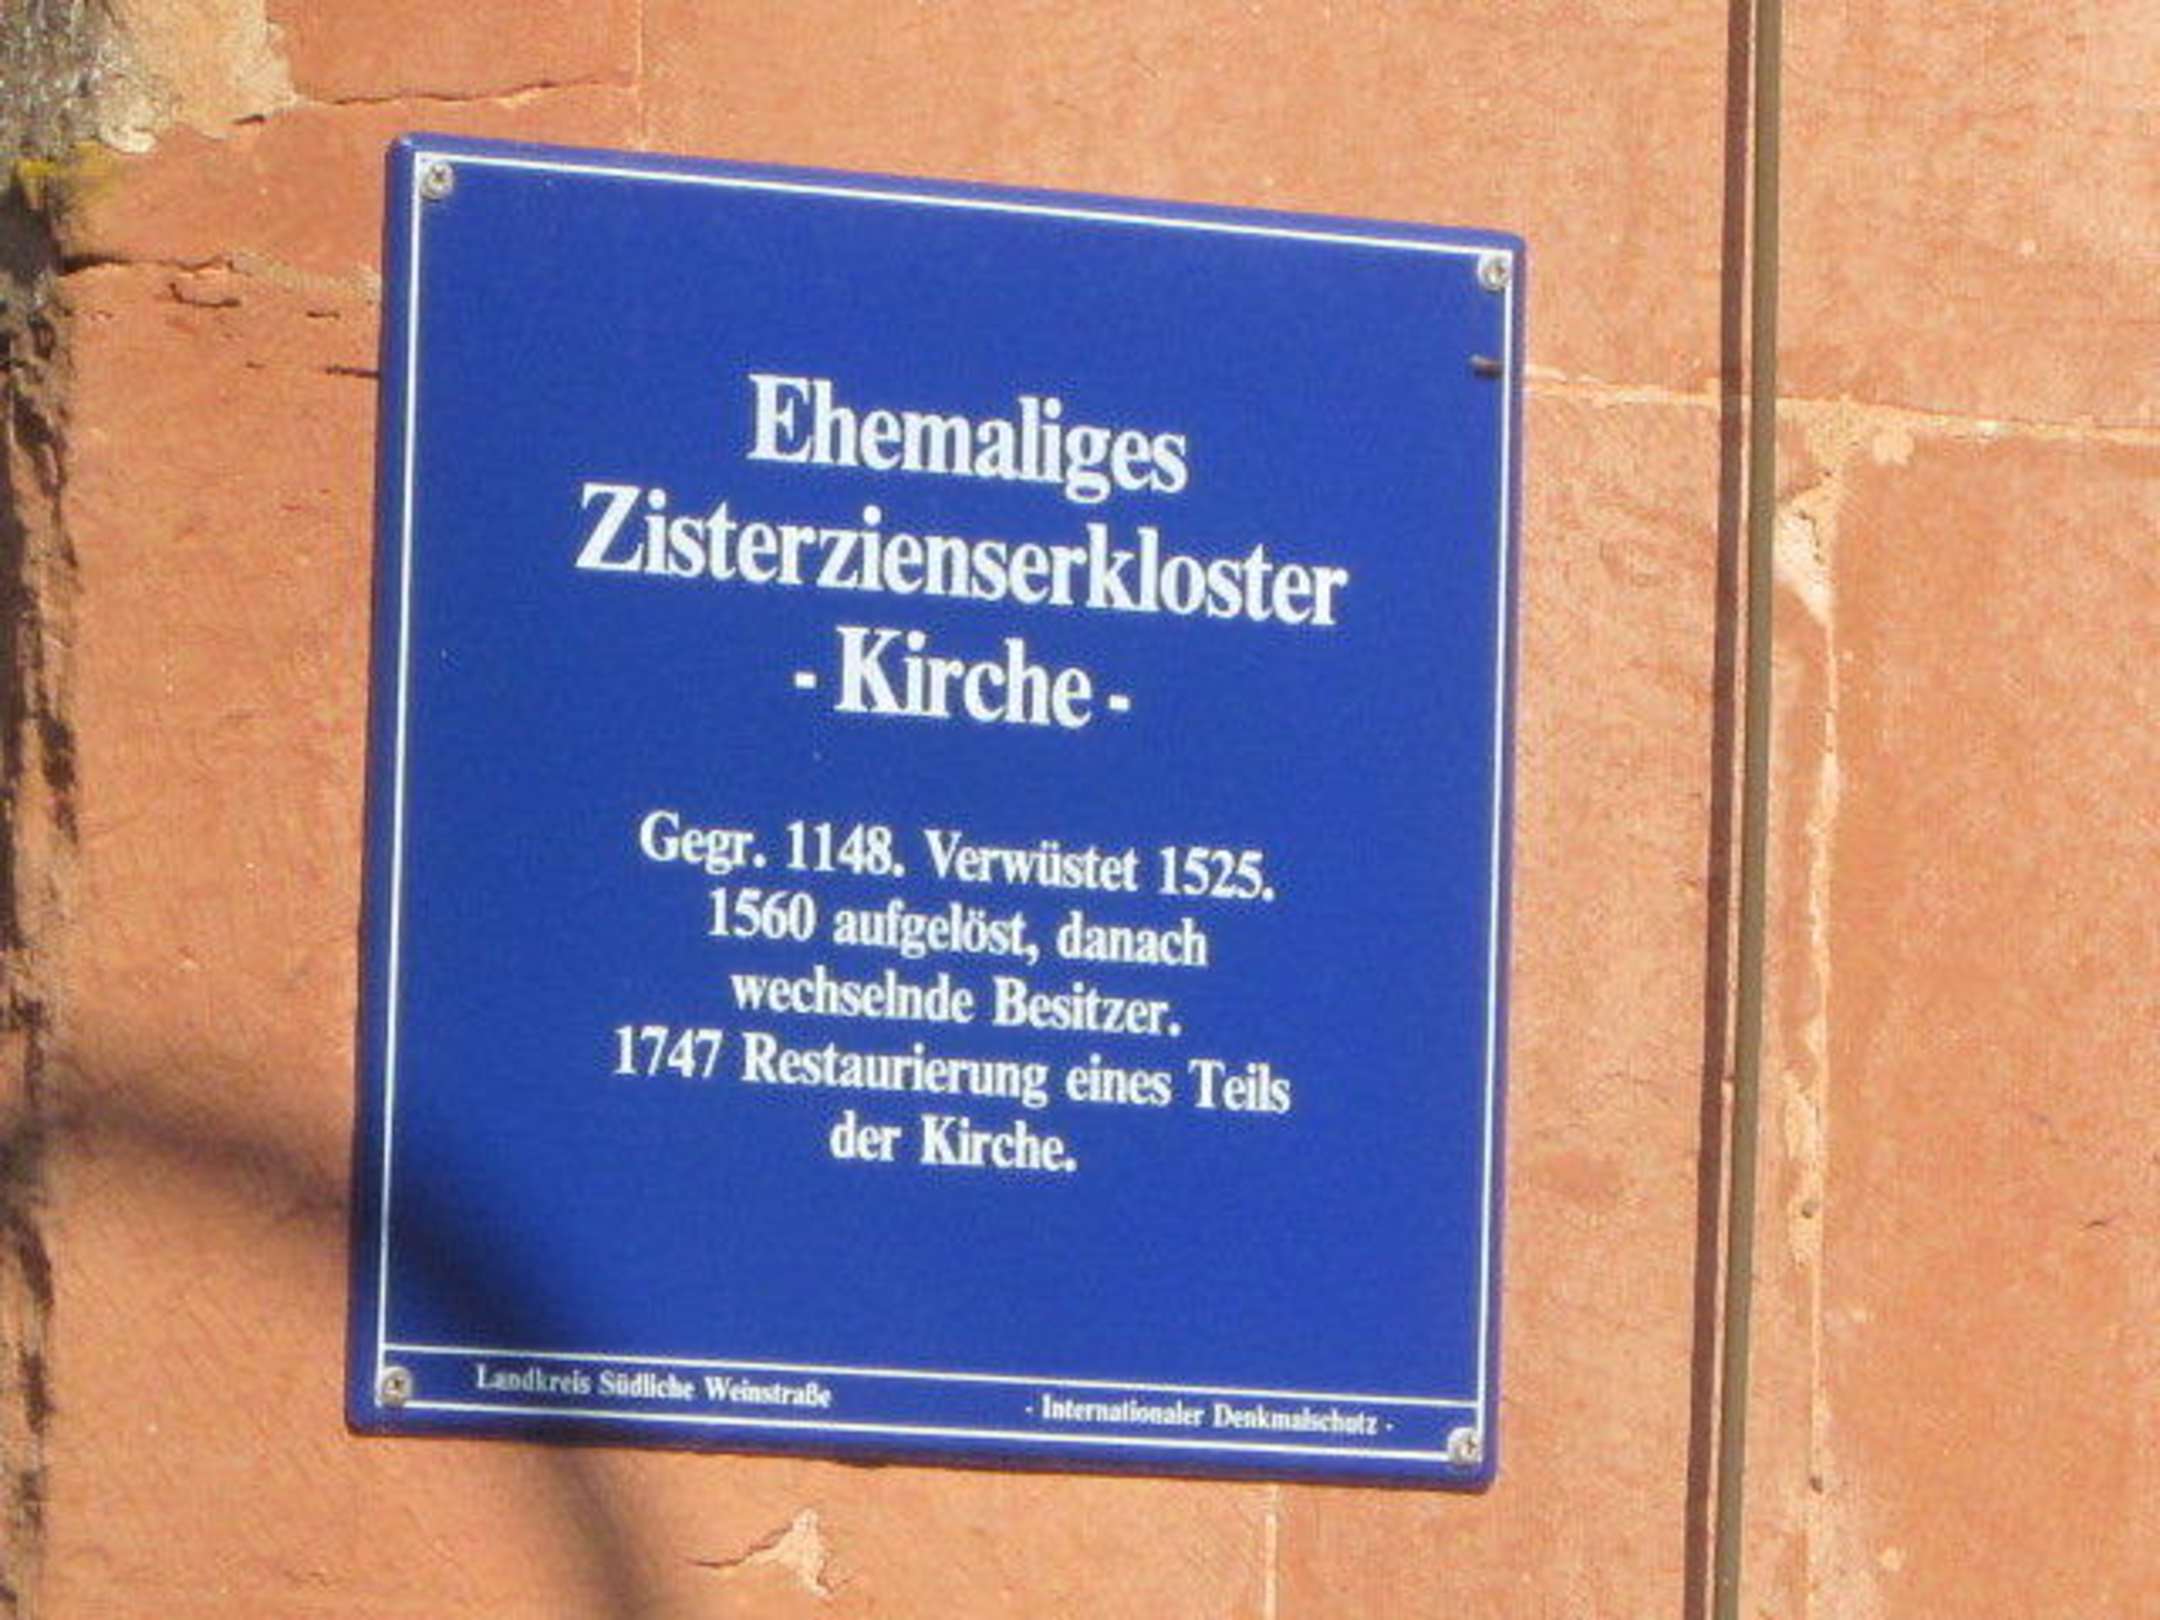 Ehemaliges
Zisterzienserkloster
- Kirche -
Gegr. 1148. Verwüstet 1525.
1560 aufgelöst, danach
wechselnde Besitzer.
1747 Restaurierung eines Teils
der Kirche.
Landkreis Südliche Weinstraße
- Internationaler Denkmalschutz -